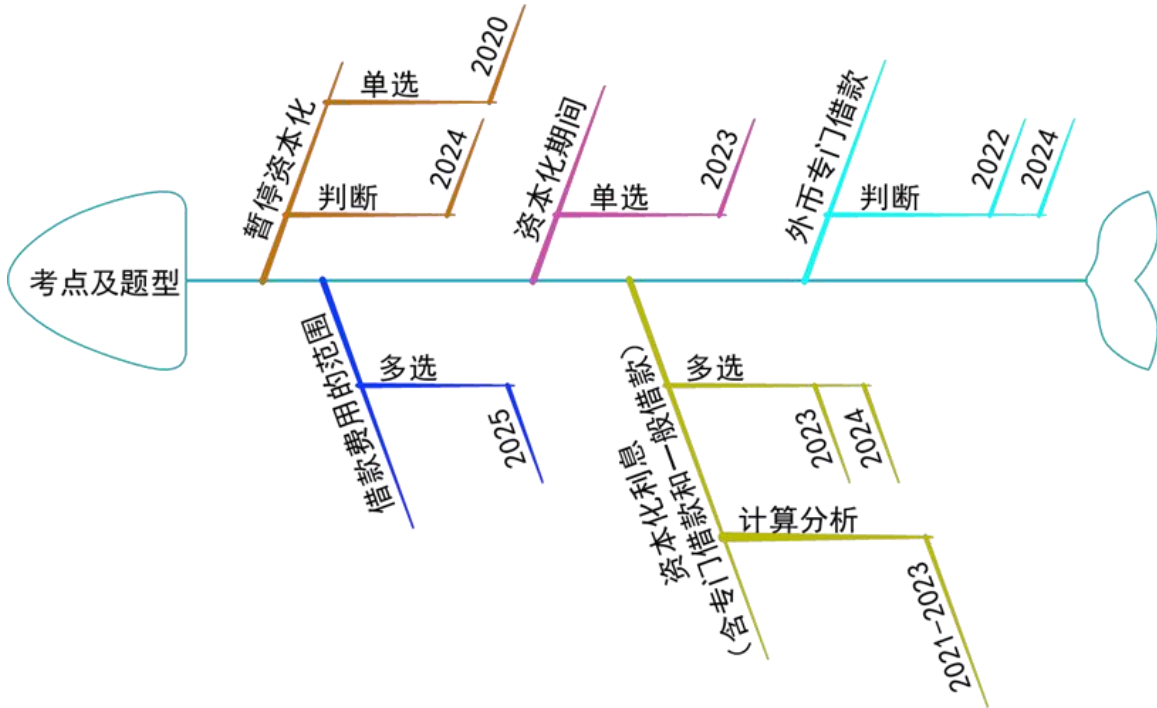 考点及题型
暂停资本化
单选
2020
判断
2024
资本化期间
单选
2023
外币专门借款
判断
2022
2024
借款费用的范围
多选
2025
资本化利息
（含专门借款和一般借款）
多选
2023
2024
计算分析
2021-2023